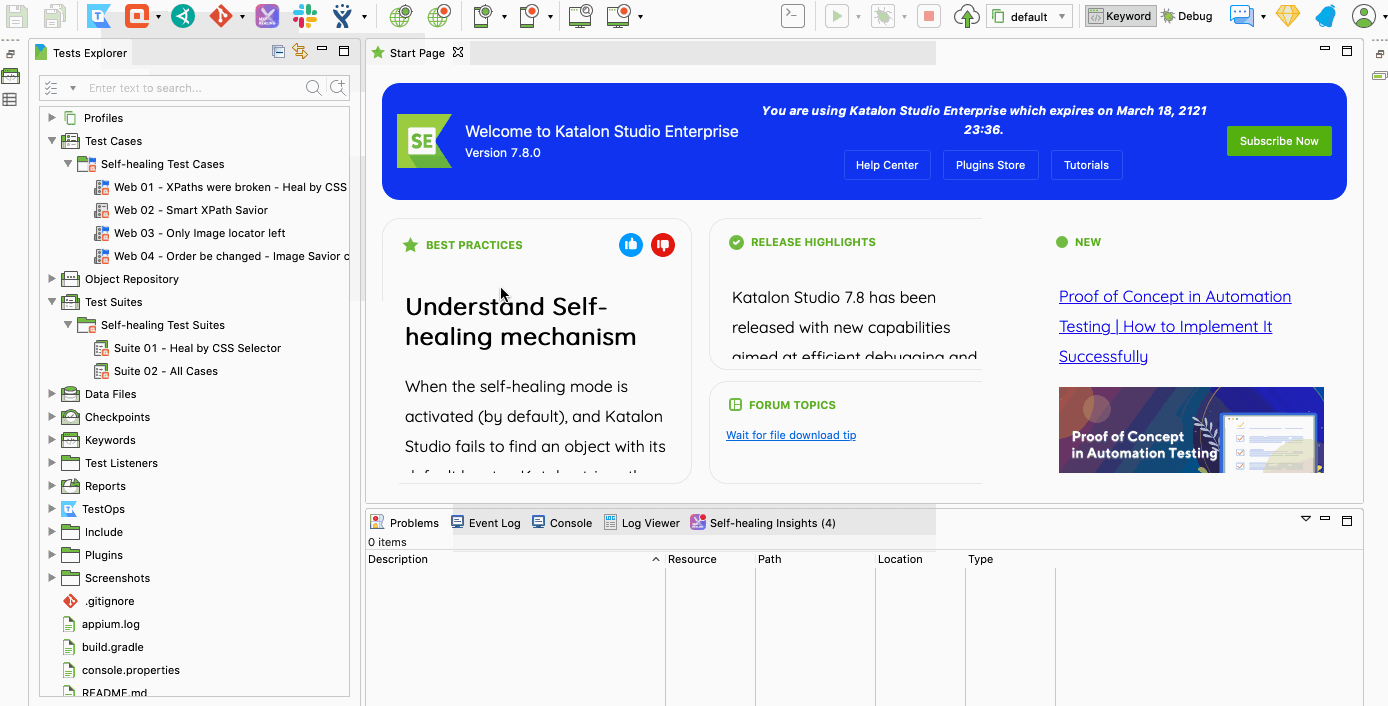 default
Keyword
Debug
Tests Explorer
Enter text to search...
Profiles
Test Cases
Self-healing Test Cases
Web 01 - XPaths were broken - Heal by CSS
Web 02 - Smart XPath Savior
Web 03 - Only Image locator left
Web 04 - Order be changed - Image Savior c
Object Repository
Test Suites
Self-healing Test Suites
Suite 01 - Heal by CSS Selector
Suite 02 - All Cases
Data Files
Checkpoints
Keywords
Test Listeners
Reports
TestOps
Include
Plugins
Screenshots
.gitignore
appium.log
build.gradle
console.properties
README.md
Start Page
SE
Welcome to Katalon Studio Enterprise
Version 7.8.0
You are using Katalon Studio Enterprise which expires on March 18, 2121
23:36.
Help Center
Plugins Store
Tutorials
Subscribe Now
BEST PRACTICES
Understand Self-
healing mechanism
When the self-healing mode is
activated (by default), and Katalon
Studio fails to find an object with its
RELEASE HIGHLIGHTS
Katalon Studio 7.8 has been
released with new capabilities
aimed at efficient debugging and
FORUM TOPICS
Wait for file download tip
NEW
Proof of Concept in Automation
Testing | How to Implement It
Successfully
Proof of Concept
in Automation Testing
Problems
Event Log
Console
Log Viewer
Self-healing Insights (4)
0 items
Description
Resource
Path
Location
Type